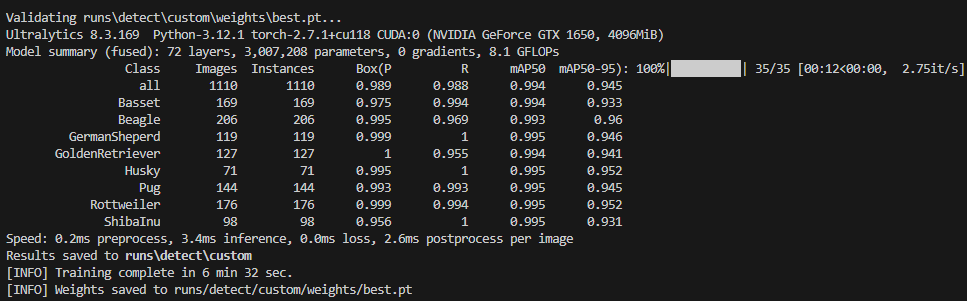 Validating runs\detect\custom\weights\best.pt...
Ultralytics 8.3.169 Python-3.12.1 torch-2.7.1+cu118 CUDA:0 (NVIDIA GeForce GTX 1650, 4096MiB)
Model summary (fused): 72 layers, 3,007,208 parameters, 0 gradients, 8.1 GFLOPs
Class Images Instances Box(P R mAP50 mAP50-95): 100%| | 35/35 [00:12<00:00, 2.75it/s]
all 1110 1110 0.989 0.988 0.994 0.945
Basset 169 169 0.975 0.994 0.994 0.933
Beagle 206 206 0.995 0.969 0.993 0.96
GermanSheperd 119 119 0.999 1 0.995 0.946
GoldenRetriever 127 127 1 0.955 0.994 0.941
Husky 71 71 0.995 1 0.995 0.952
Pug 144 144 0.993 0.993 0.995 0.945
Rottweiler 176 176 0.999 0.994 0.995 0.952
ShibaInu 98 98 0.956 1 0.995 0.931
Speed: 0.2ms preprocess, 3.4ms inference, 0.0ms loss, 2.6ms postprocess per image
Results saved to runs\detect\custom
[INFO] Training complete in 6 min 32 sec.
[INFO] Weights saved to runs/detect/custom/weights/best.pt